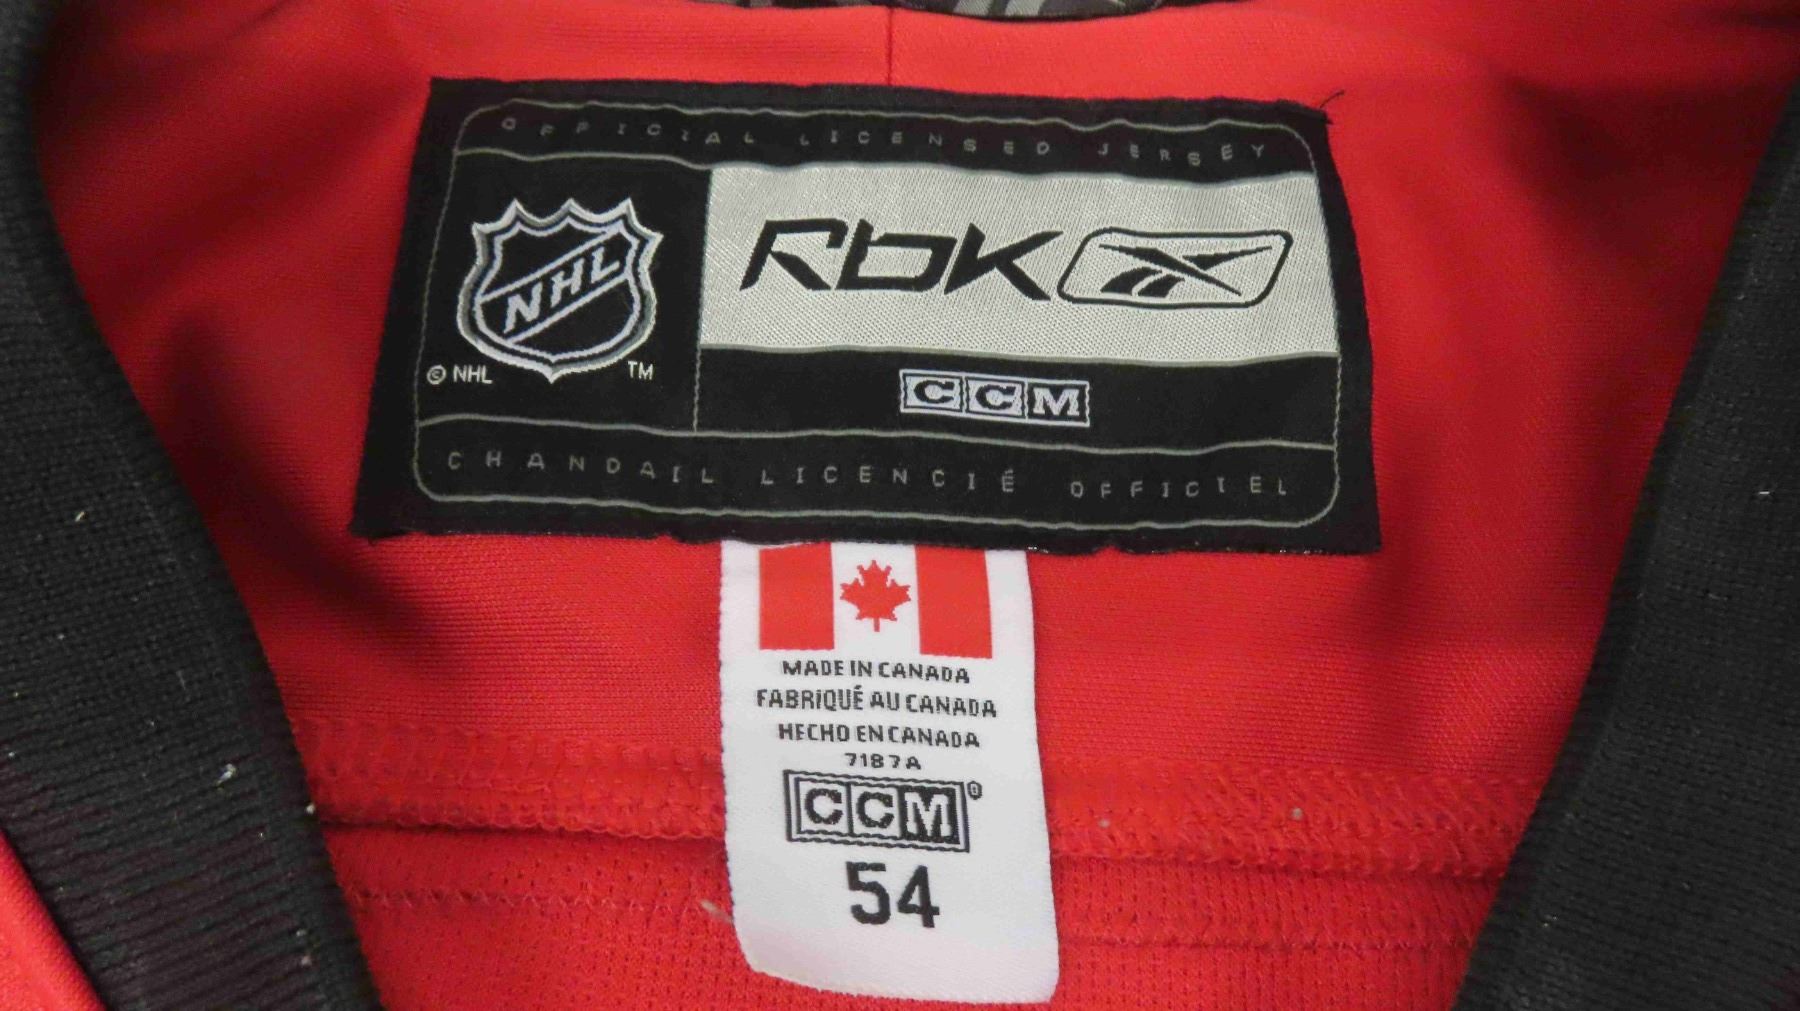 OFFICIAL LICENSED JERSEY
NHL
© NHL TM
RbK
CCM
CHANDAIL LICENCIÉ OFFICIEL
MADE IN CANADA
FABRIQUÉ AU CANADA
HECHO EN CANADA
7187A
CCM®
54